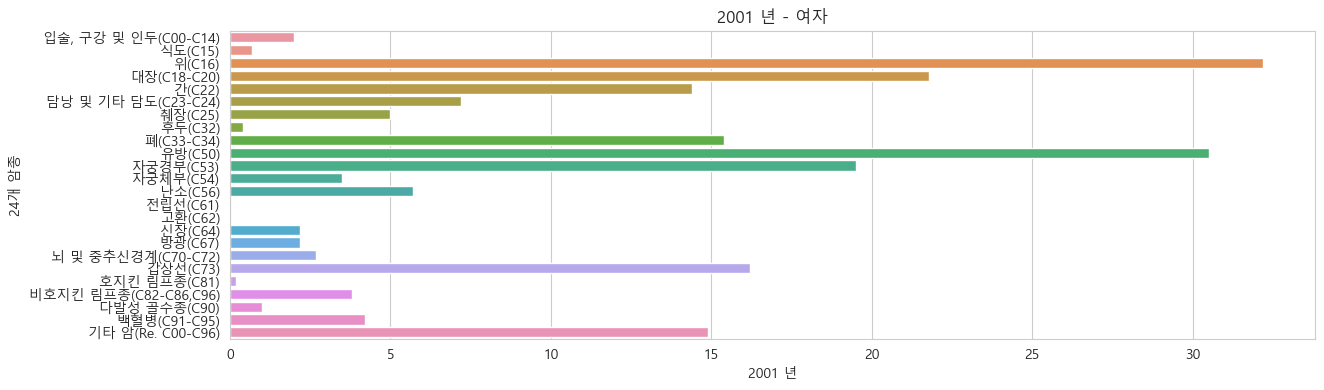 2001 년 - 여자
24개 암종
입술, 구강 및 인두(C00-C14)
식도(C15)
위(C16)
대장(C18-C20)
간(C22)
담낭 및 기타 담도(C23-C24)
췌장(C25)
후두(C32)
폐(C33-C34)
유방(C50)
자궁경부(C53)
자궁체부(C54)
난소(C56)
전립선(C61)
고환(C62)
신장(C64)
방광(C67)
뇌 및 중추신경계(C70-C72)
갑상선(C73)
호지킨 림프종(C81)
비호지킨 림프종(C82-C86,C96)
다발성 골수종(C90)
백혈병(C91-C95)
기타 암(Re. C00-C96)
0 5 10 15 20 25 30
2001 년